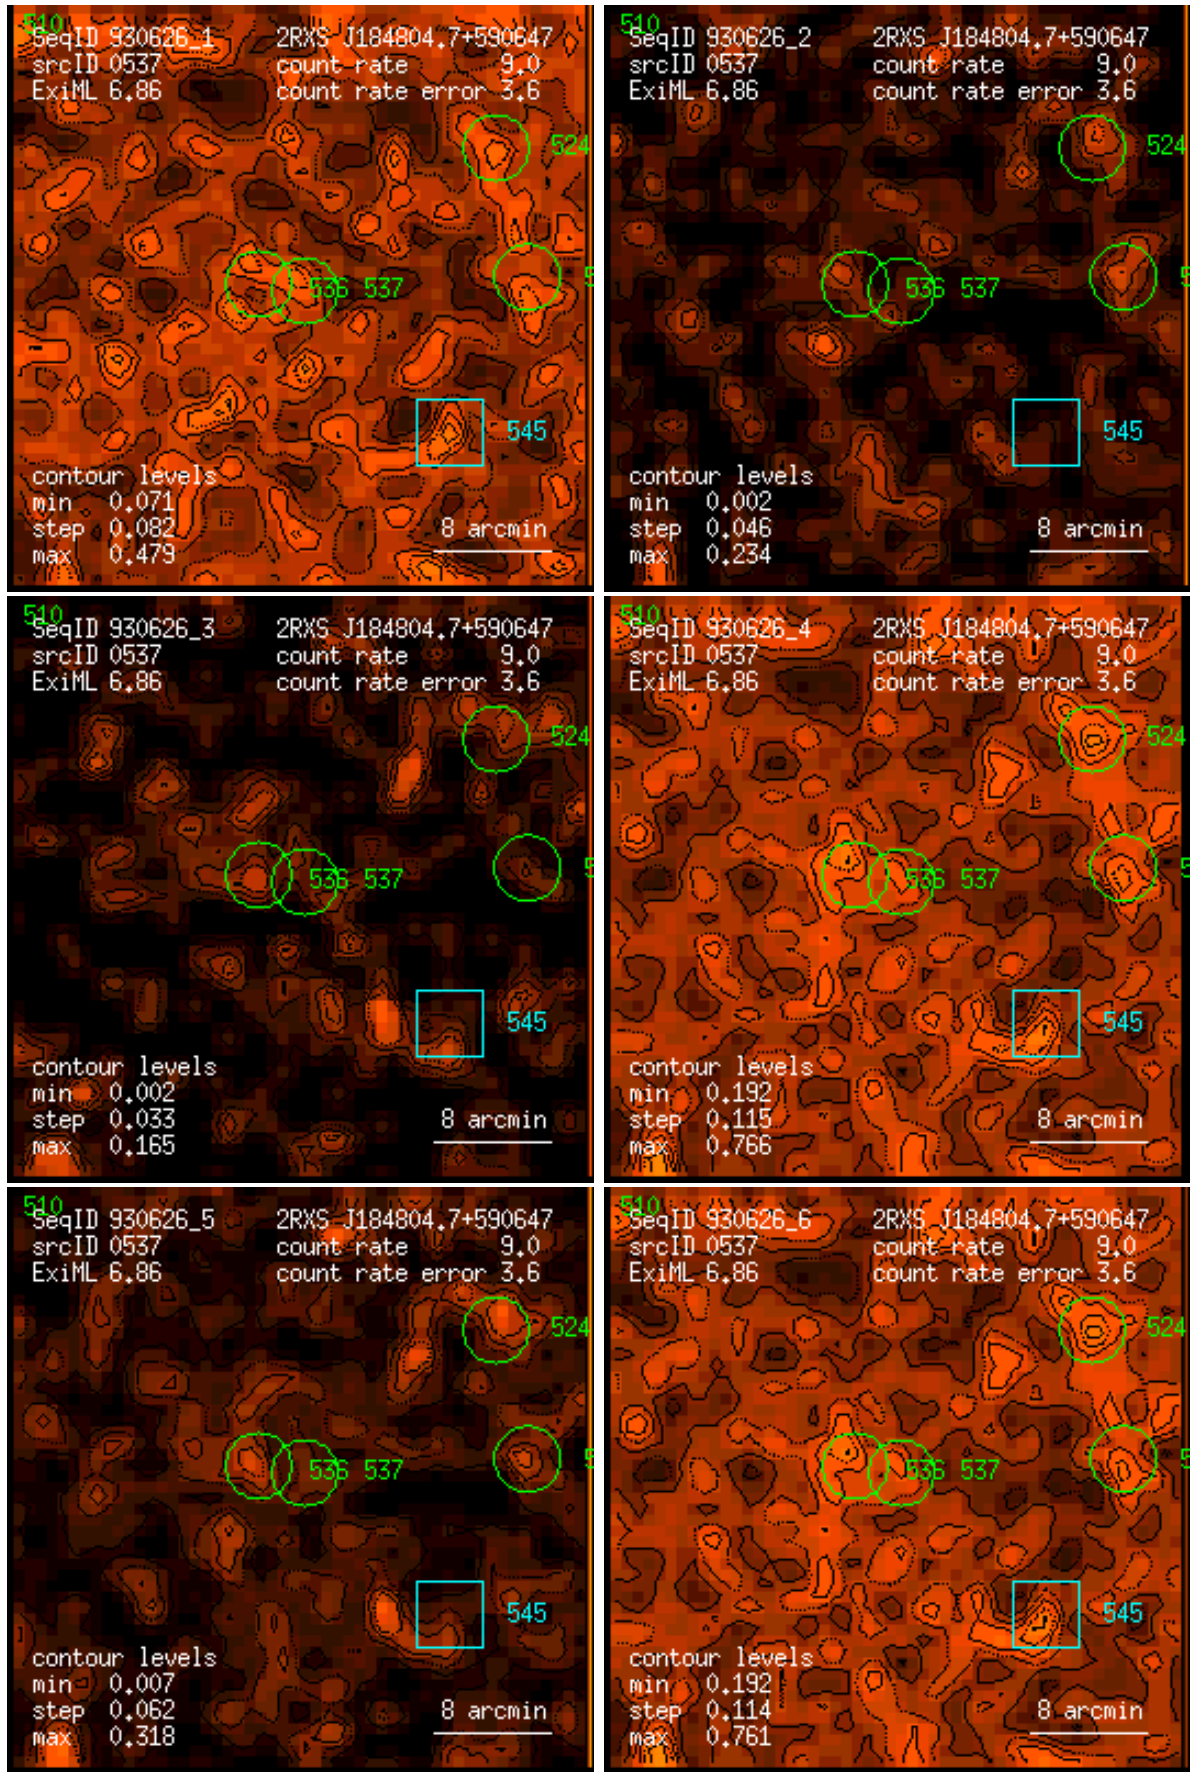 510
SeqID 930626_1 2RXS J184804.7+590647
srcID 0537 count rate 9.0
ExiML 6.86 count rate error 3.6
524
5
536 537
545
contour levels
min 0.071
step 0.082 8 arcmin
max 0.479
510
SeqID 930626_2 2RXS J184804.7+590647
srcID 0537 count rate 9.0
ExiML 6.86 count rate error 3.6
524
5
536 537
545
contour levels
min 0.002
step 0.046 8 arcmin
max 0.234
510
SeqID 930626_3 2RXS J184804.7+590647
srcID 0537 count rate 9.0
ExiML 6.86 count rate error 3.6
524
5
536 537
545
contour levels
min 0.002
step 0.033 8 arcmin
max 0.165
510
SeqID 930626_4 2RXS J184804.7+590647
srcID 0537 count rate 9.0
ExiML 6.86 count rate error 3.6
524
5
536 537
545
contour levels
min 0.192
step 0.115 8 arcmin
max 0.766
510
SeqID 930626_5 2RXS J184804.7+590647
srcID 0537 count rate 9.0
ExiML 6.86 count rate error 3.6
524
5
536 537
545
contour levels
min 0.007
step 0.062 8 arcmin
max 0.318
510
SeqID 930626_6 2RXS J184804.7+590647
srcID 0537 count rate 9.0
ExiML 6.86 count rate error 3.6
524
5
536 537
545
contour levels
min 0.192
step 0.114 8 arcmin
max 0.761